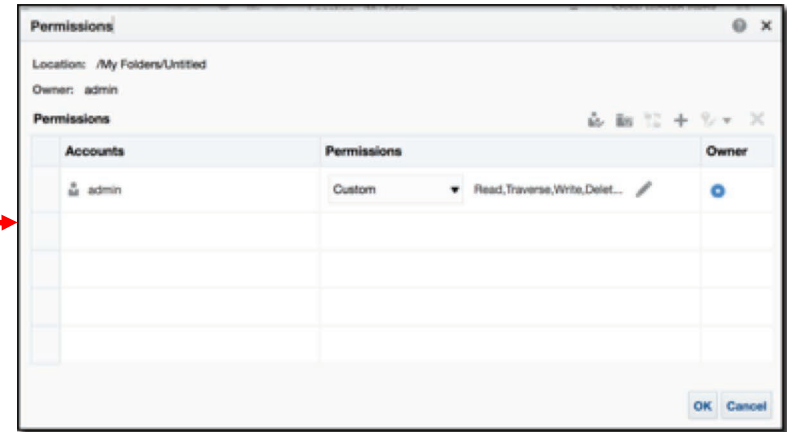 Permissions
Location: /My Folders/Untitled
Owner: admin
Permissions
Accounts Permissions Owner
admin Custom Read,Traverse,Write,Delet...
OK Cancel